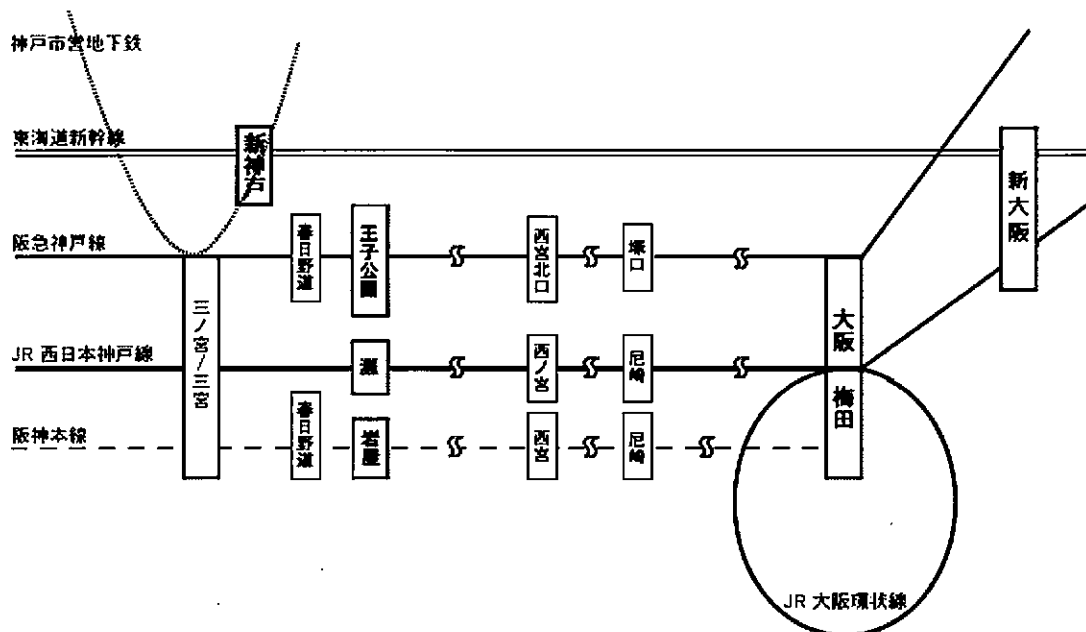 神戸市営地下鉄
東海道新幹線
新神戸
新大阪
阪急神戸線
春日野道
王子公園
西宮北口
塚口
三ノ宮/三宮
大阪
梅田
JR 西日本神戸線
灘
西ノ宮
尼崎
阪神本線
春日野道
岩屋
西宮
尼崎
JR 大阪環状線